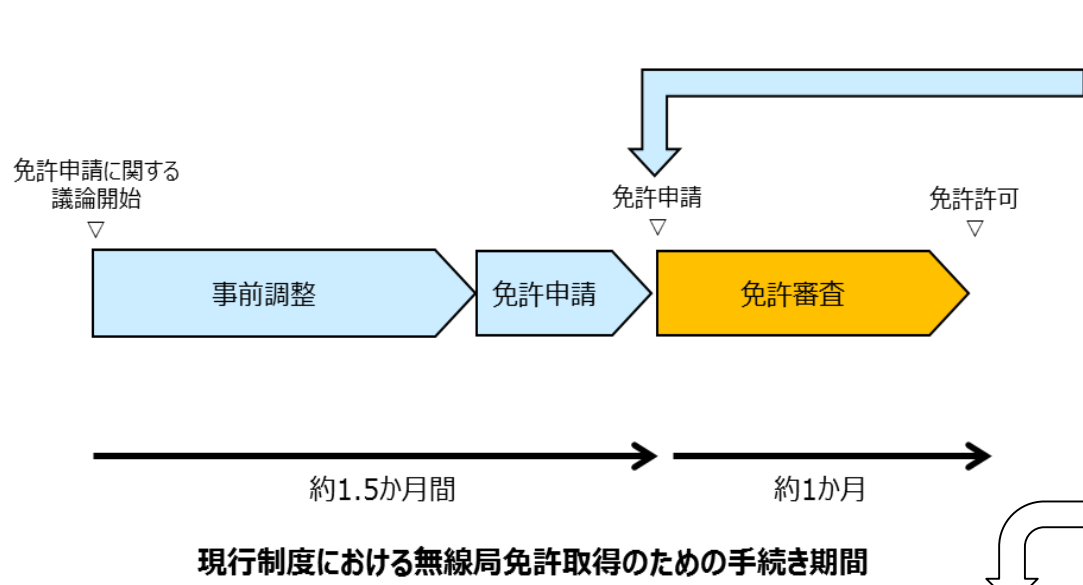 免許申請に関する
議論開始
▽
免許申請
▽
免許許可
▽
事前調整
免許申請
免許審査
約1.5か月間
約1か月
現行制度における無線局免許取得のための手続き期間